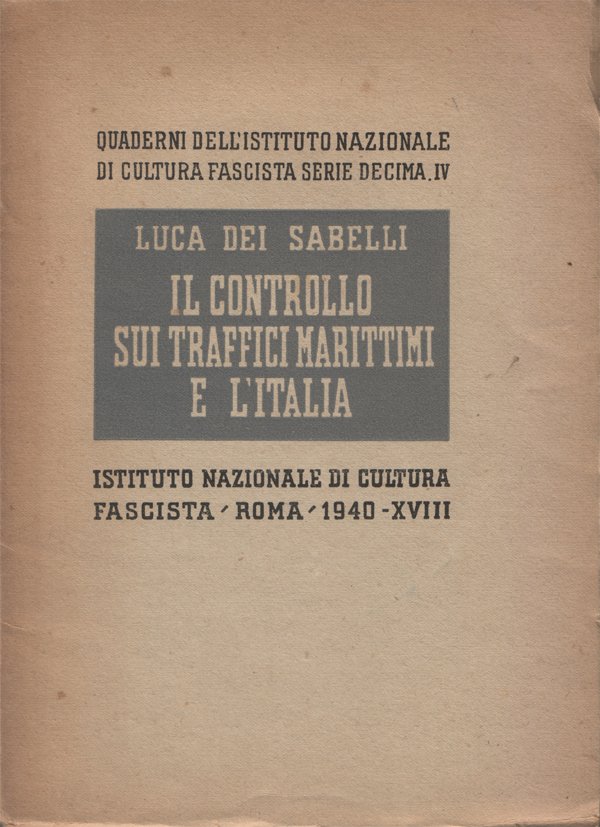 QUADERNI DELL'ISTITUTO NAZIONALE
DI CULTURA FASCISTA SERIE DECIMA.IV
LUCA DEI SABELLI
IL CONTROLLO
SUI TRAFFICI MARITTIMI
E L'ITALIA
ISTITUTO NAZIONALE DI CULTURA
FASCISTA / ROMA / 1940-XVIII